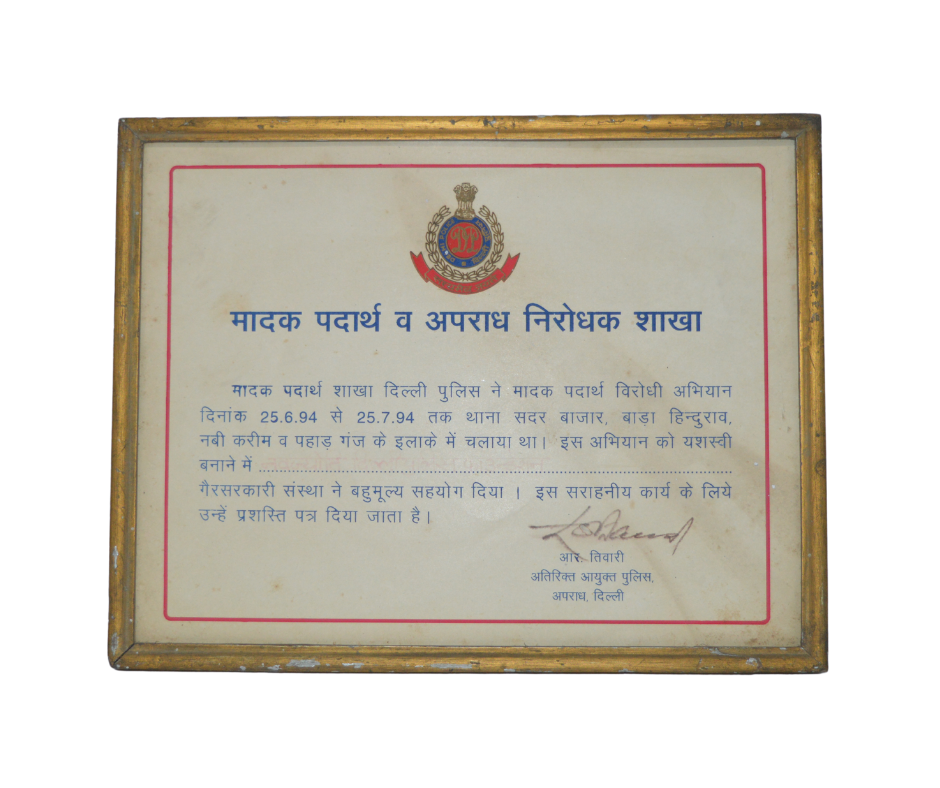 मादक पदार्थ व अपराध निरोधक शाखा
मादक पदार्थ शाखा दिल्ली पुलिस ने मादक पदार्थ विरोधी अभियान
दिनांक 25.6.94 से 25.7.94 तक थाना सदर बाजार, बाड़ा हिन्दुराव,
नबी करीम व पहाड़ गंज के इलाके में चलाया था। इस अभियान को यशस्वी
बनाने में
गैरसरकारी संस्था ने बहुमूल्य सहयोग दिया । इस सराहनीय कार्य के लिये
उन्हें प्रशस्ति पत्र दिया जाता है।
आर. तिवारी
अतिरिक्त आयुक्त पुलिस,
अपराध, दिल्ली